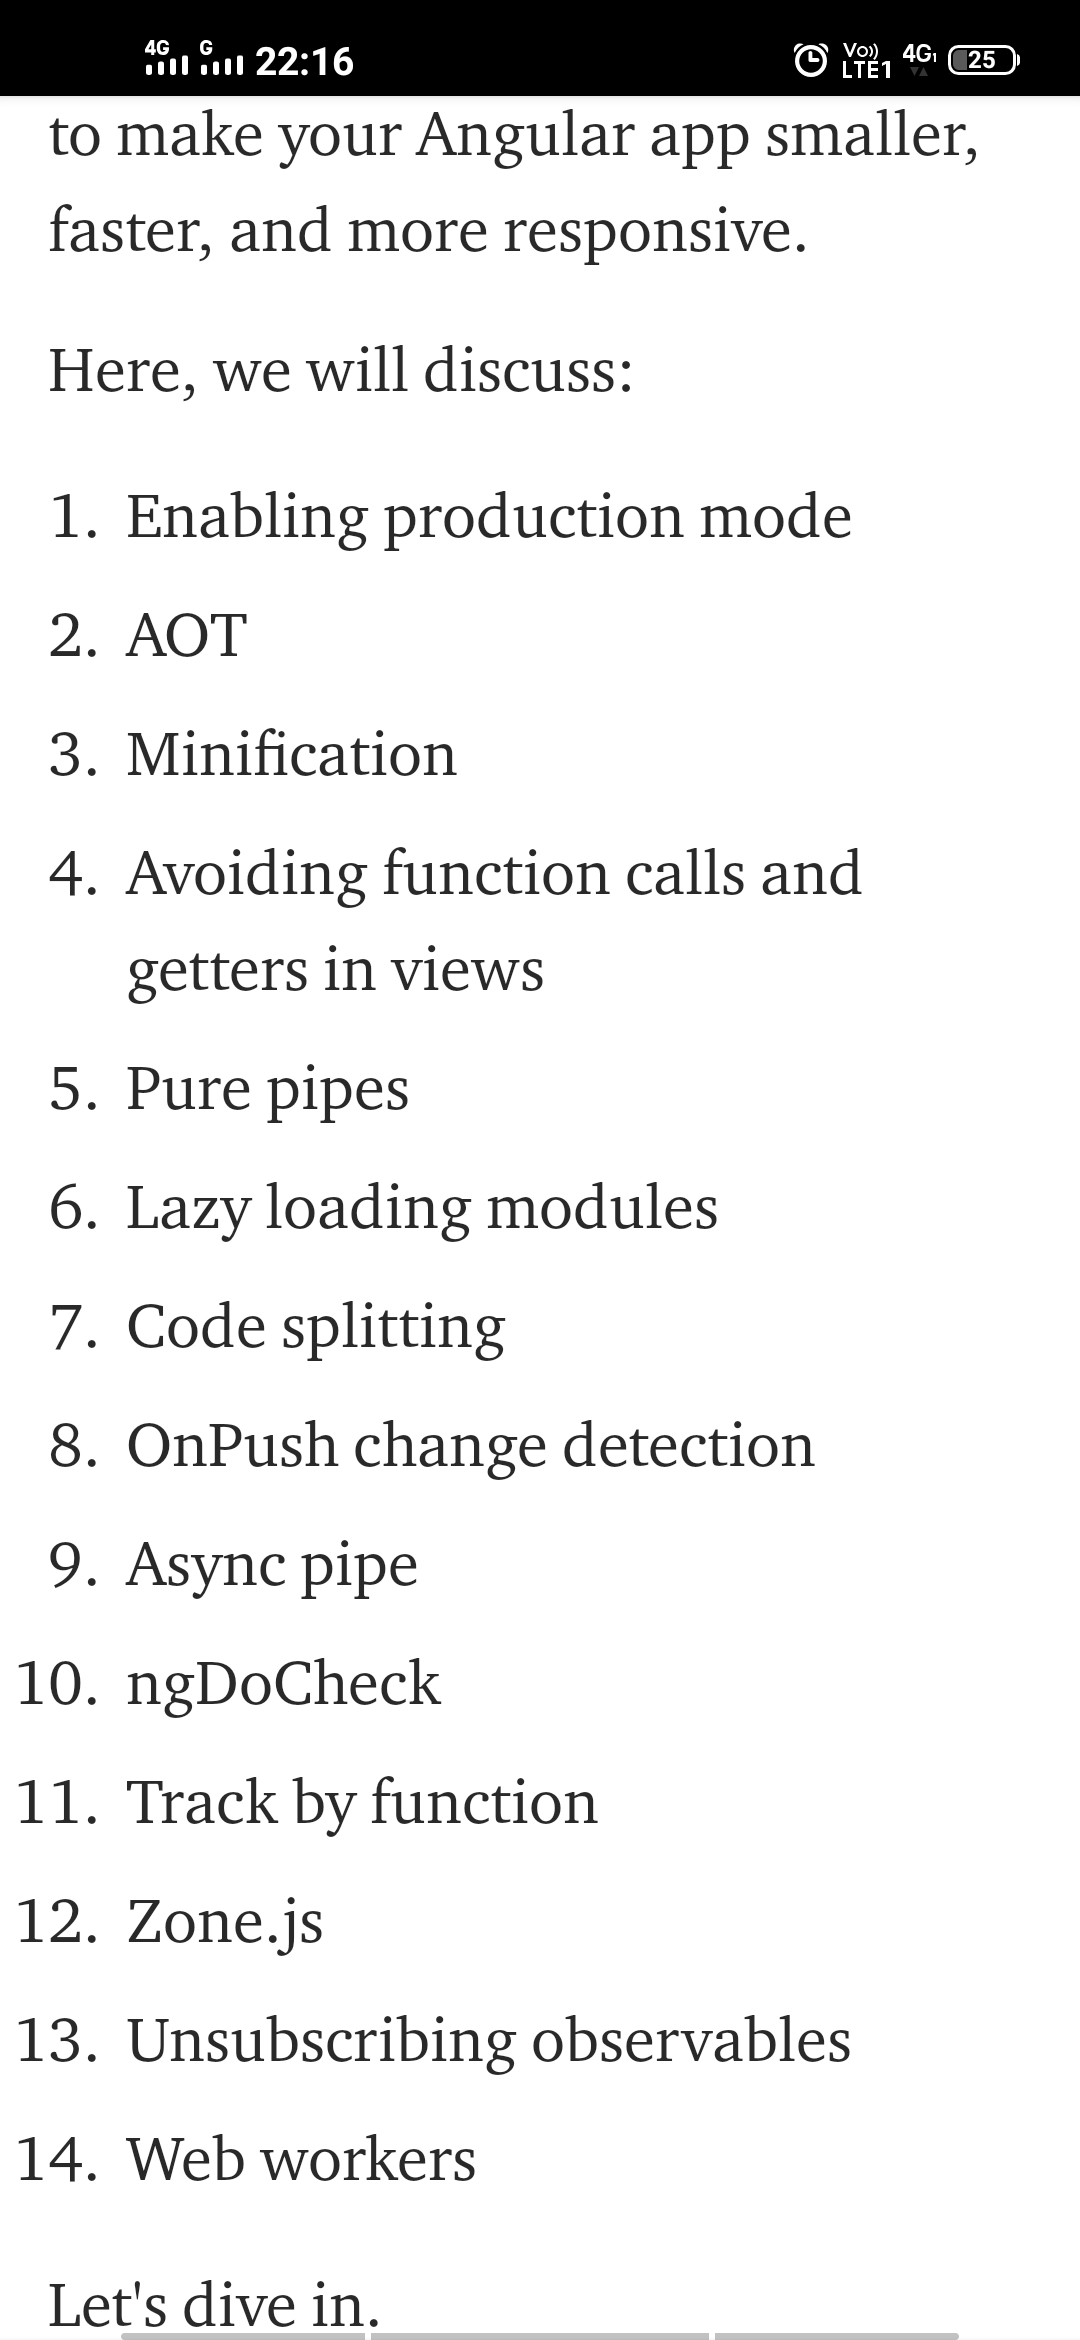 4G G 22:16 Vo)) LTE1 4G1 25
to make your Angular app smaller,
faster, and more responsive.
Here, we will discuss:
1. Enabling production mode
2. AOT
3. Minification
4. Avoiding function calls and
getters in views
5. Pure pipes
6. Lazy loading modules
7. Code splitting
8. OnPush change detection
9. Async pipe
10. ngDoCheck
11. Track by function
12. Zone.js
13. Unsubscribing observables
14. Web workers
Let's dive in.